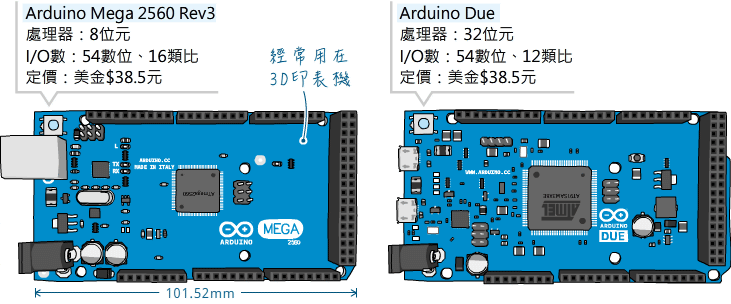 Arduino Mega 2560 Rev3
處理器：8位元
I/O數：54數位、16類比
定價：美金$38.5元
經常用在
3D印表機
L
TX
RX
ARDUINO.CC
MADE IN ITALY
ATmega2560
ARDUINO
MEGA
2560
101.52mm
Arduino Due
處理器：32位元
I/O數：54數位、12類比
定價：美金$38.5元
WWW.ARDUINO.CC
ATMEL
ARDUINO
DUE